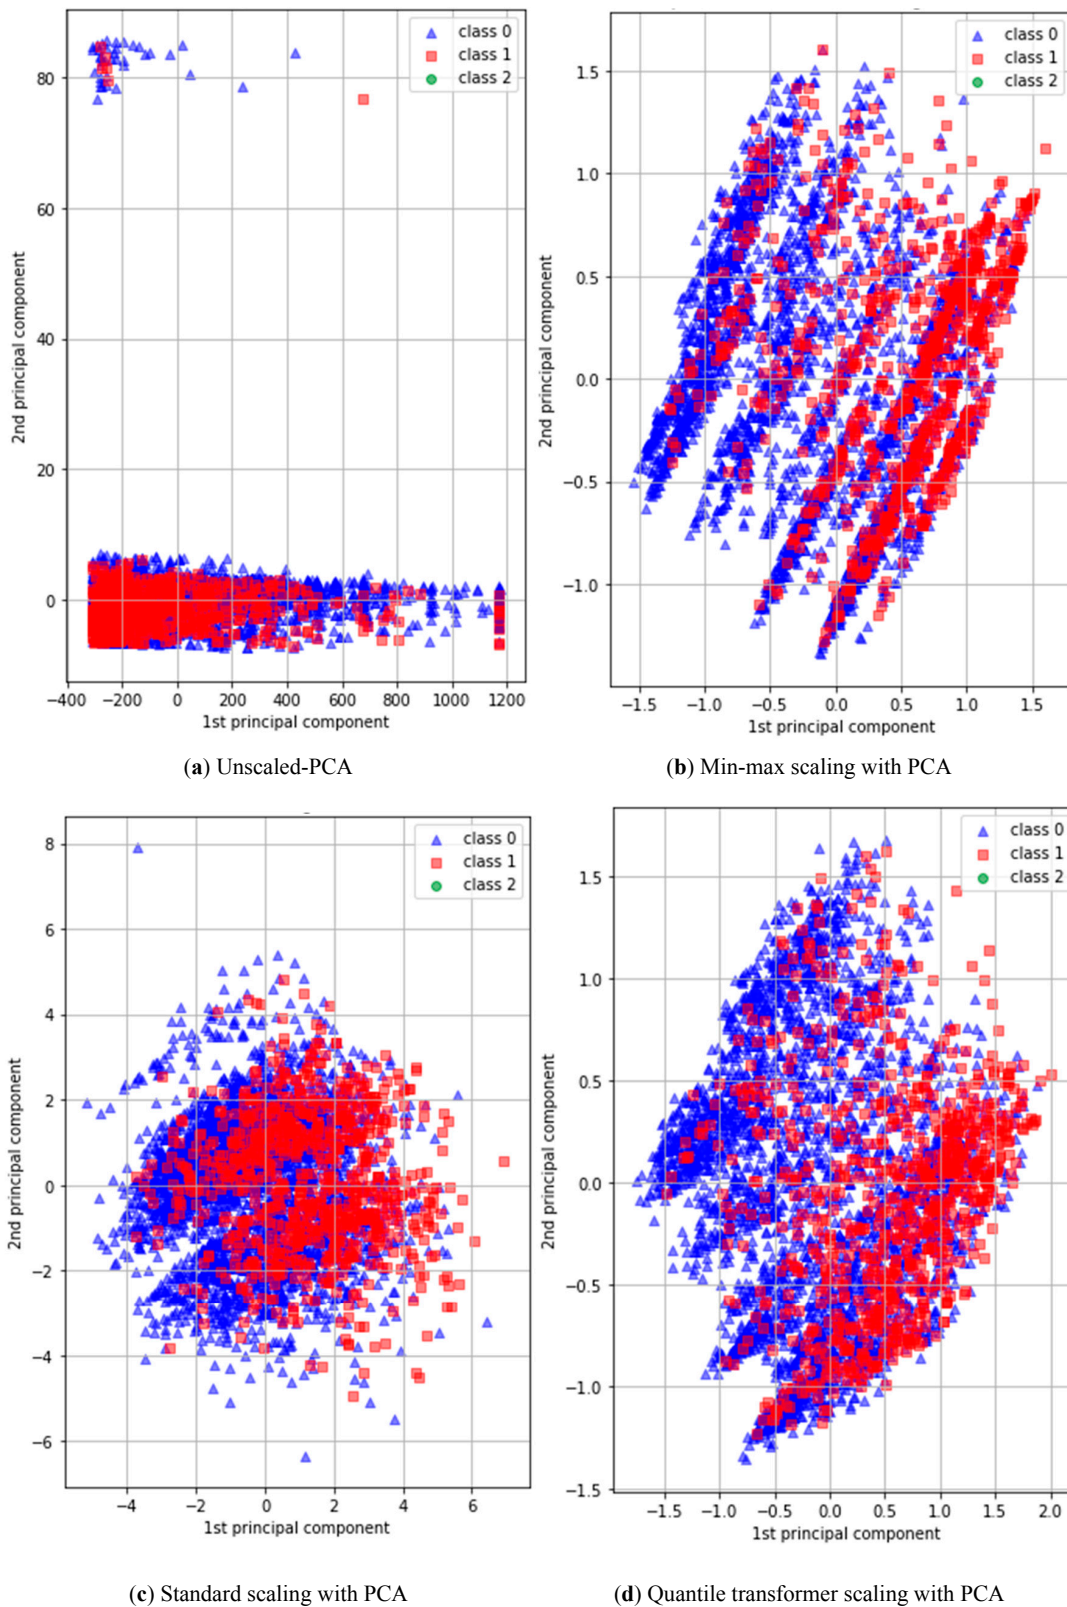 class 0
class 1
class 2
80
60
40
20
0
2nd principal component
−400 −200 0 200 400 600 800 1000 1200
1st principal component
(a) Unscaled-PCA
class 0
class 1
class 2
1.5
1.0
0.5
0.0
−0.5
−1.0
2nd principal component
−1.5 −1.0 −0.5 0.0 0.5 1.0 1.5
1st principal component
(b) Min-max scaling with PCA
class 0
class 1
class 2
8
6
4
2
0
−2
−4
−6
2nd principal component
−4 −2 0 2 4 6
1st principal component
(c) Standard scaling with PCA
class 0
class 1
class 2
1.5
1.0
0.5
0.0
−0.5
−1.0
−1.5
2nd principal component
−1.5 −1.0 −0.5 0.0 0.5 1.0 1.5 2.0
1st principal component
(d) Quantile transformer scaling with PCA